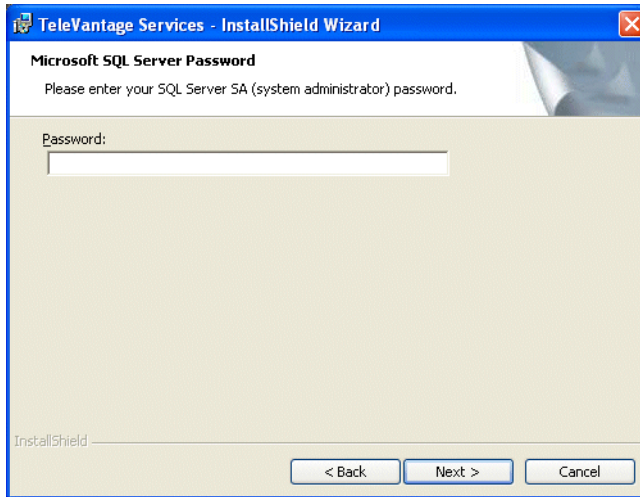 TeleVantage Services - InstallShield Wizard
Microsoft SQL Server Password
Please enter your SQL Server SA (system administrator) password.
Password:
InstallShield
< Back
Next >
Cancel